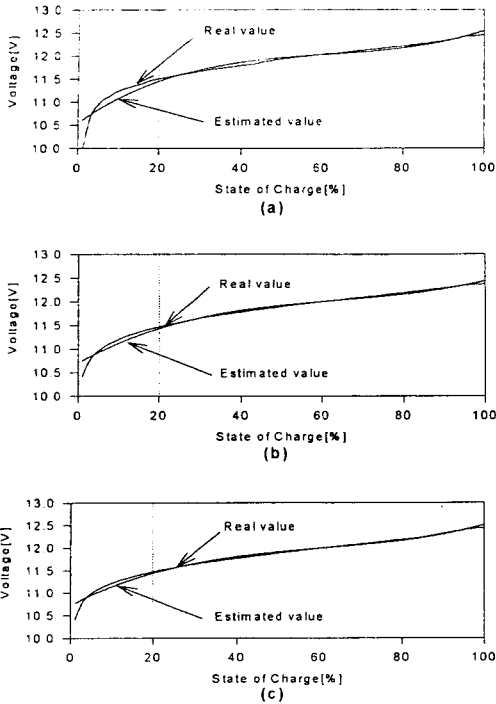 Voltage[V]
13 0
12 5
12.0
11.5
11.0
10 5
10 0
Real value
Estimated value
0 20 40 60 80 100
State of Charge[%]
(a)
Voltage[V]
13 0
12 5
12.0
11.5
11.0
10 5
10 0
Real value
Estimated value
0 20 40 60 80 100
State of Charge[%]
(b)
Voltage[V]
13.0
12.5
12.0
11.5
11.0
10.5
10 0
Real value
Estimated value
0 20 40 60 80 100
State of Charge[%]
(c)